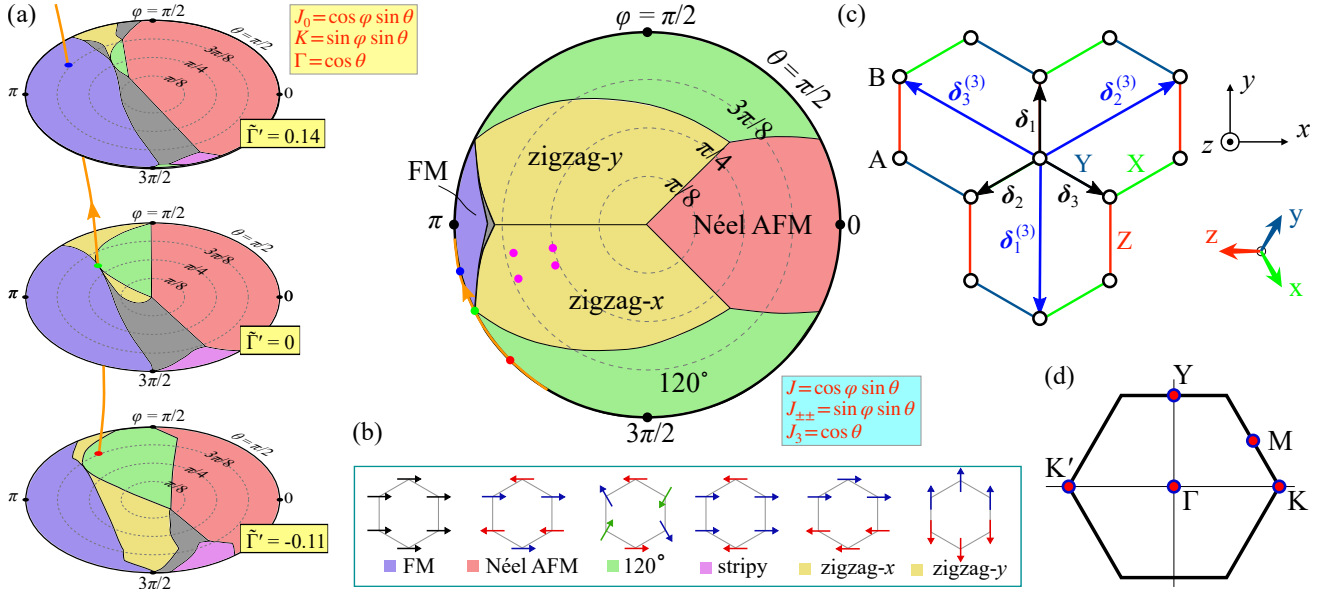 (a)
J₀ = cos φ sin θ
K = sin φ sin θ
Γ = cos θ
φ = π/2
θ = π/2
3π/8
π/4
π/8
π
0
3π/2
Γ̃′ = 0.14
φ = π/2
θ = π/2
3π/8
π/4
π/8
π
0
3π/2
Γ̃′ = 0
φ = π/2
θ = π/2
3π/8
π/4
π/8
π
0
3π/2
Γ̃′ = -0.11
φ = π/2
θ = π/2
3π/8
π/4
π/8
zigzag-y
FM
π
0
Néel AFM
zigzag-x
120°
3π/2
J = cos φ sin θ
J±± = sin φ sin θ
J₃ = cos θ
(b)
FM
Néel AFM
120°
stripy
zigzag-x
zigzag-y
(c)
B
δ₃⁽³⁾
δ₂⁽³⁾
δ₁
A
Y
X
δ₂
δ₃
δ₁⁽³⁾
Z
y
z
x
y
z
x
(d)
Y
M
K′
Γ
K